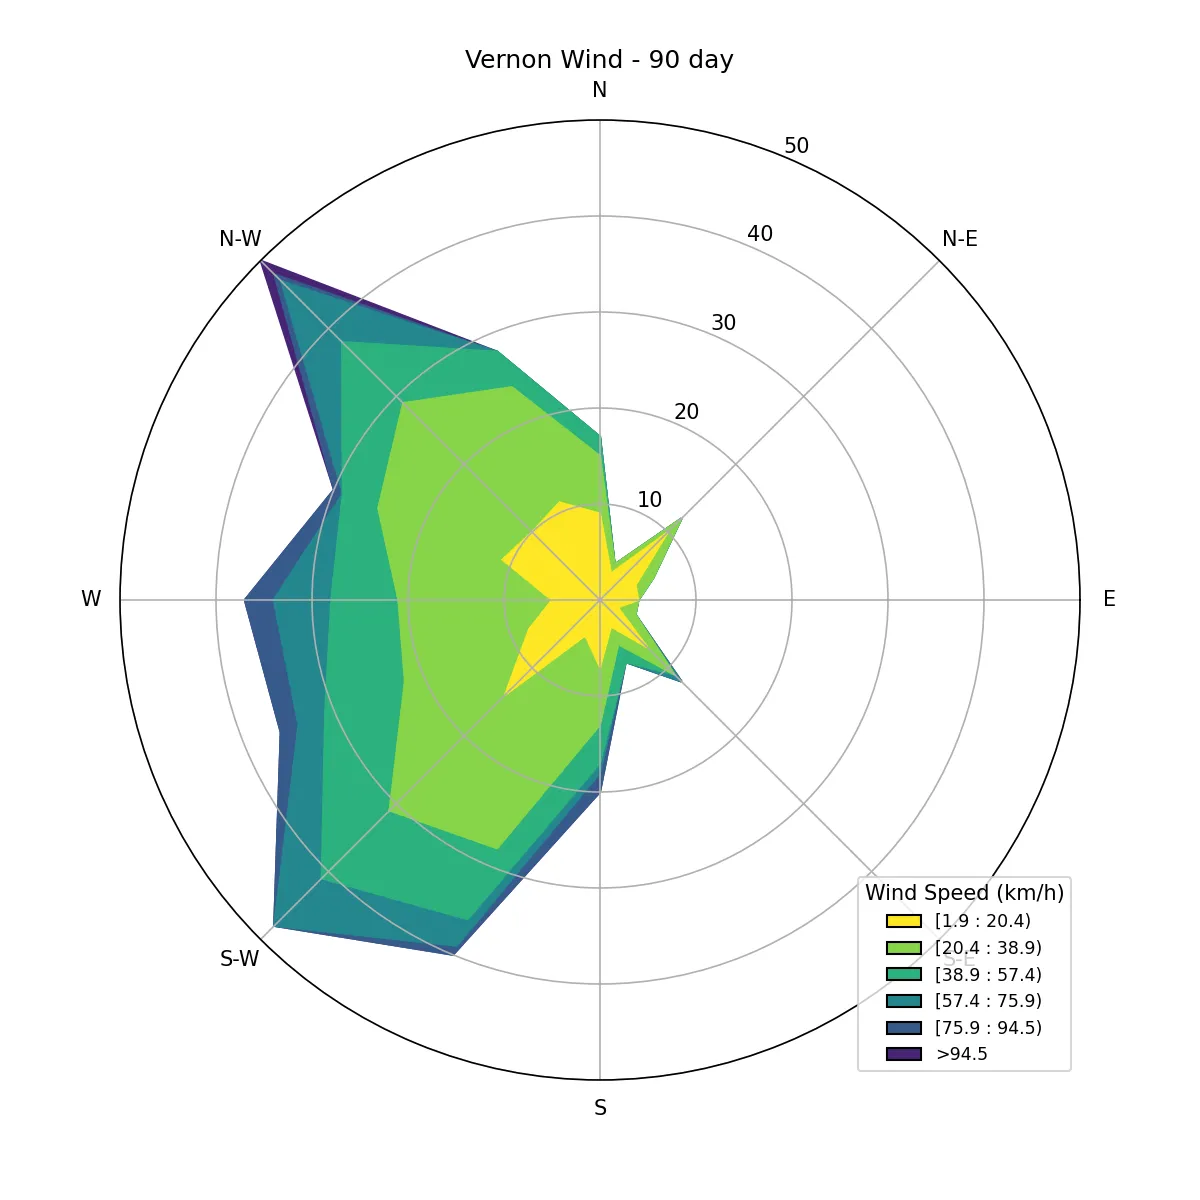 Vernon Wind - 90 day
N
50
N-W
40
N-E
30
20
10
W
E
Wind Speed (km/h)
[1.9 : 20.4)
[20.4 : 38.9)
S-W
S-E
[38.9 : 57.4)
[57.4 : 75.9)
[75.9 : 94.5)
>94.5
S